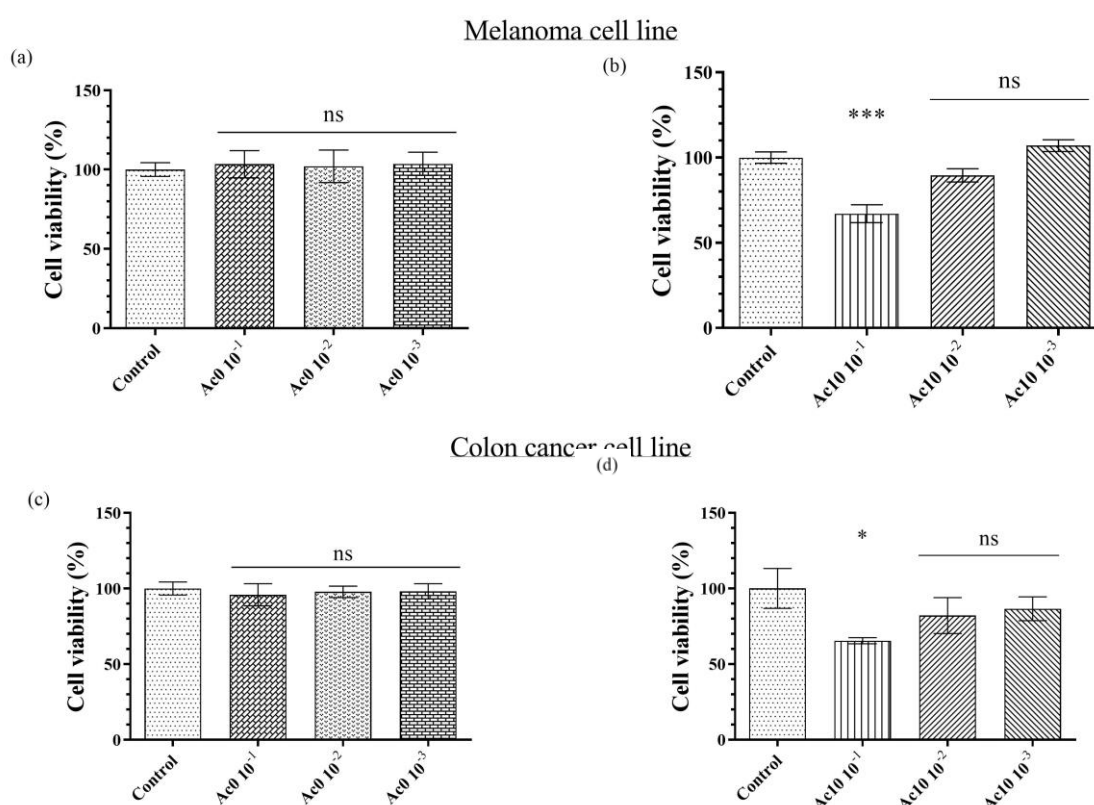 Melanoma cell line
(a)
150
100
50
0
Cell viability (%)
ns
Control
Ac0 10⁻¹
Ac0 10⁻²
Ac0 10⁻³
(b)
150
100
50
0
Cell viability (%)
***
ns
Control
Ac10 10⁻¹
Ac10 10⁻²
Ac10 10⁻³
Colon cancer cell line
(c)
150
100
50
0
Cell viability (%)
ns
Control
Ac0 10⁻¹
Ac0 10⁻²
Ac0 10⁻³
(d)
150
100
50
0
Cell viability (%)
*
ns
Control
Ac10 10⁻¹
Ac10 10⁻²
Ac10 10⁻³